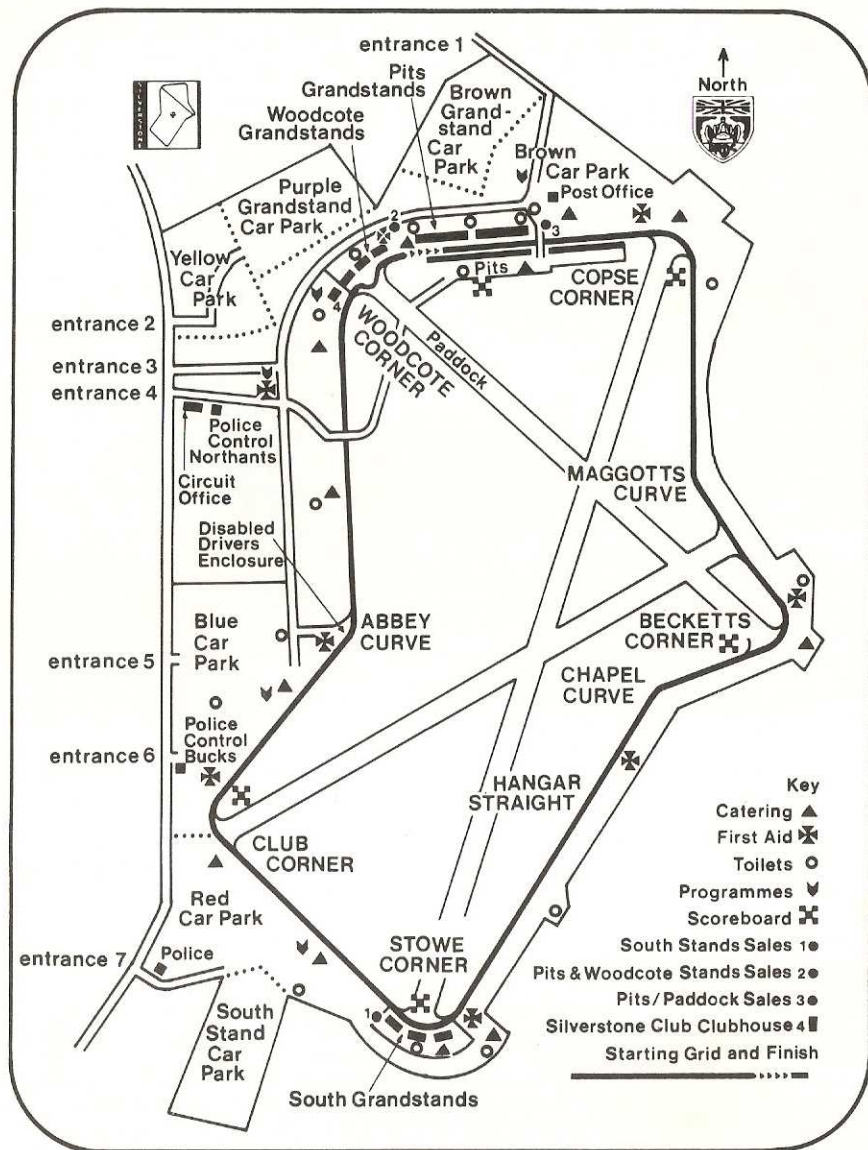 entrance 1
Pits
Grandstands
Woodcote
Grandstands
Brown
Grand-
stand
Car
Park
North
SILVERSTONE
Brown
Car Park
Post Office
Purple
Grandstand
Car Park
2
3
Yellow
Car
Park
Pits
COPSE
CORNER
4
entrance 2
WOODCOTE
CORNER
Paddock
entrance 3
entrance 4
Police
Control
Northants
Circuit
Office
MAGGOTTS
CURVE
Disabled
Drivers
Enclosure
ABBEY
CURVE
Blue
Car
Park
BECKETTS
CORNER
entrance 5
CHAPEL
CURVE
Police
Control
Bucks
entrance 6
HANGAR
STRAIGHT
CLUB
CORNER
Red
Car Park
STOWE
CORNER
entrance 7
Police
1
South
Stand
Car
Park
South Grandstands
Key
Catering
First Aid
Toilets
Programmes
Scoreboard
South Stands Sales 1
Pits & Woodcote Stands Sales 2
Pits/Paddock Sales 3
Silverstone Club Clubhouse 4
Starting Grid and Finish